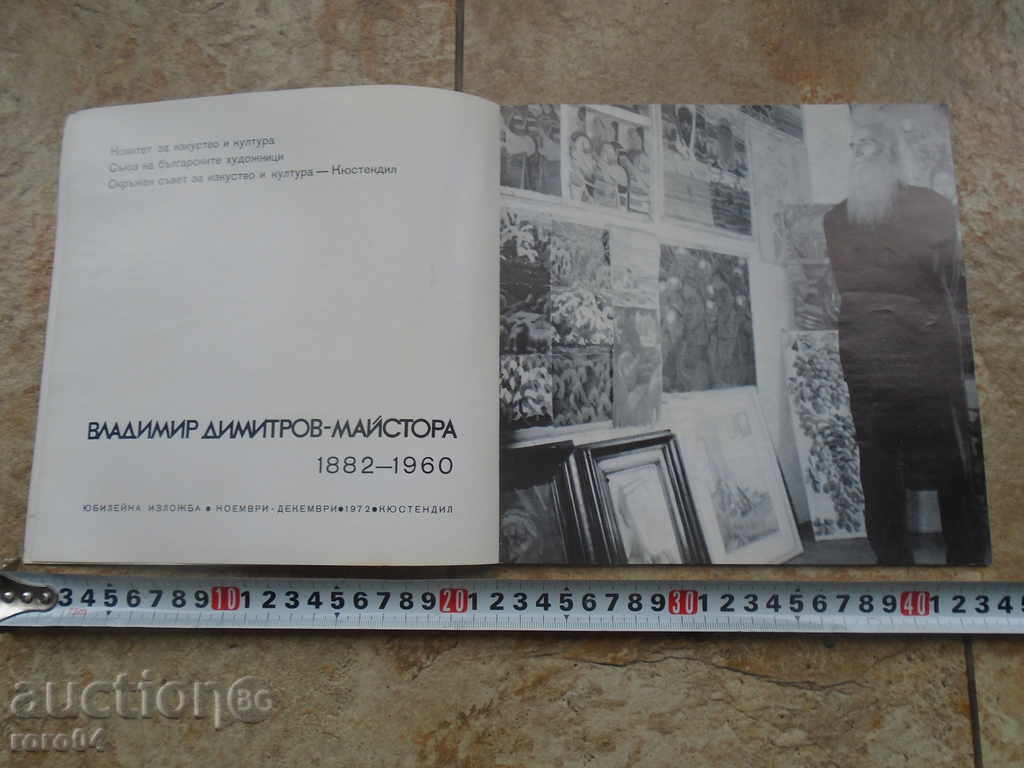 Комитет за изкуство и култура
Съюз на българските художници
Окръжен съвет за изкуство и култура — Кюстендил
ВЛАДИМИР ДИМИТРОВ-МАЙСТОРА
1882—1960
ЮБИЛЕЙНА ИЗЛОЖБА • НОЕМВРИ - ДЕКЕМВРИ • 1972 • КЮСТЕНДИЛ
3 4 5 6 7 8 9 10 1 2 3 4 5 6 7 8 9 20 1 2 3 4 5 6 7 8 9 30 1 2 3 4 5 6 7 8 9 40 1 2 3 4 5
auctionBG
roro04